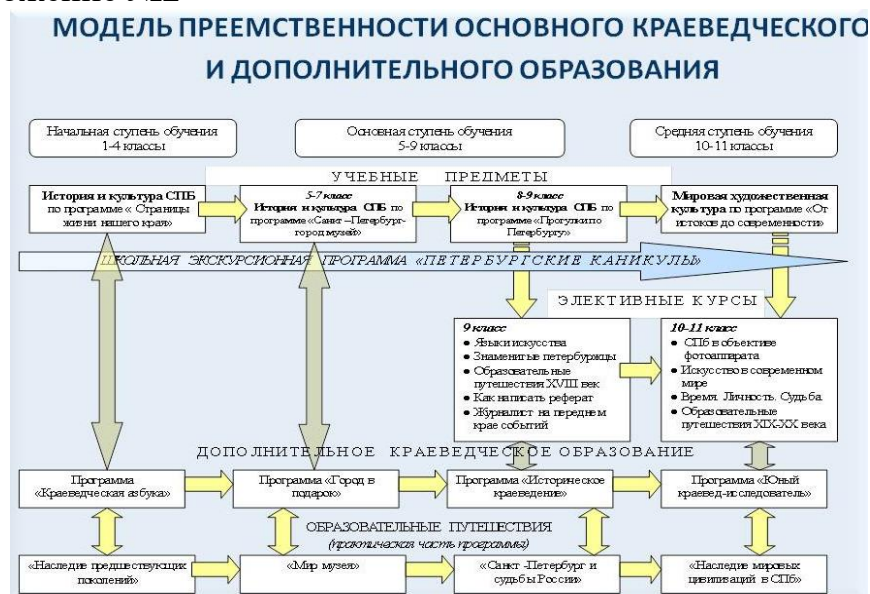 МОДЕЛЬ ПРЕЕМСТВЕННОСТИ ОСНОВНОГО КРАЕВЕДЧЕСКОГО
И ДОПОЛНИТЕЛЬНОГО ОБРАЗОВАНИЯ
Начальная ступень обучения
1-4 классы
Основная ступень обучения
5-9 классы
Средняя ступень обучения
10-11 классы
УЧЕБНЫЕ ПРЕДМЕТЫ
История и культура СПБ
по программе « Страницы
жизни нашего края»
5-7 класс
История и культура СПБ по
программе «Санкт –Петербург-
город музей»
8-9 класс
История и культура СПБ по
программе «Прогулки по
Петербургу»
Мировая художественная
культура по программе «От
истоков до современности»
ШКОЛЬНАЯ ЭКСКУРСИОННАЯ ПРОГРАММА «ПЕТЕРБУРГСКИЕ КАНИКУЛЫ»
ЭЛЕКТИВНЫЕ КУРСЫ
9 класс
● Языки искусства
● Знаменитые петербуржцы
● Образовательные
путешествия XVIII век
● Как написать реферат
● Журналист на переднем
крае событий
10-11 класс
● СПб в объективе
фотоаппарата
● Искусство в современном
мире
● Время. Личность. Судьба.
● Образовательные
путешествия XIX-XX века
ДОПОЛНИТЕЛЬНОЕ КРАЕВЕДЧЕСКОЕ ОБРАЗОВАНИЕ
Программа
«Краеведческая азбука»
Программа «Город в
подарок»
Программа «Историческое
краеведение»
Программа «Юный
краевед-исследователь»
ОБРАЗОВАТЕЛЬНЫЕ ПУТЕШЕСТВИЯ
(практическая часть программы)
«Наследие предшествующих
поколений»
«Мир музея»
«Санкт -Петербург и
судьбы России»
«Наследие мировых
цивилизаций в СПб»